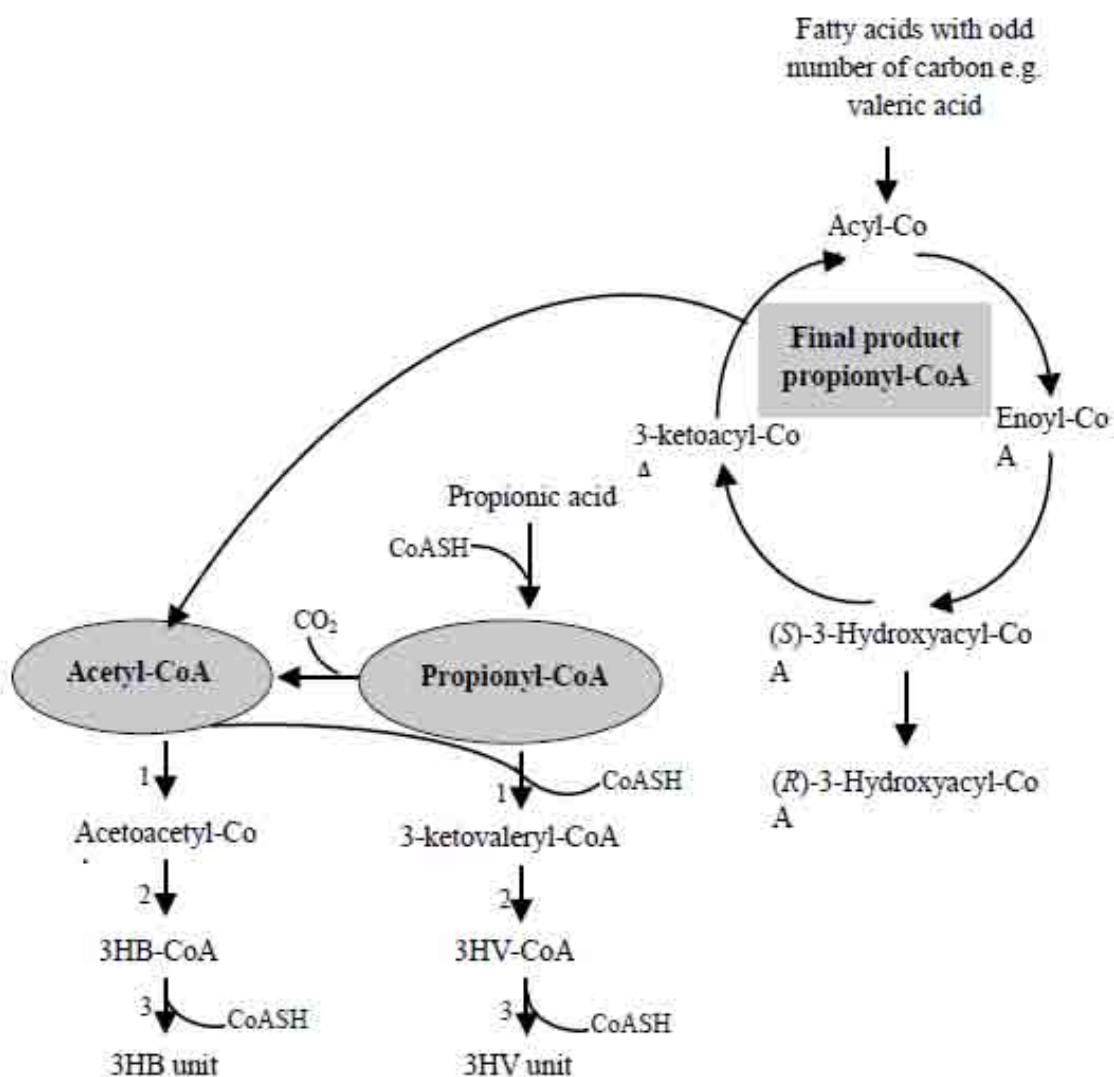 Fatty acids with odd
number of carbon e.g.
valeric acid
Acyl-Co
Final product
propionyl-CoA
Enoyl-Co
A
3-ketoacyl-Co
A
Propionic acid
CoASH
(S)-3-Hydroxyacyl-Co
A
CO₂
Acetyl-CoA
Propionyl-CoA
(R)-3-Hydroxyacyl-Co
A
1
1
CoASH
Acetoacetyl-Co
3-ketovaleryl-CoA
2
2
3HB-CoA
3HV-CoA
3
CoASH
3
CoASH
3HB unit
3HV unit